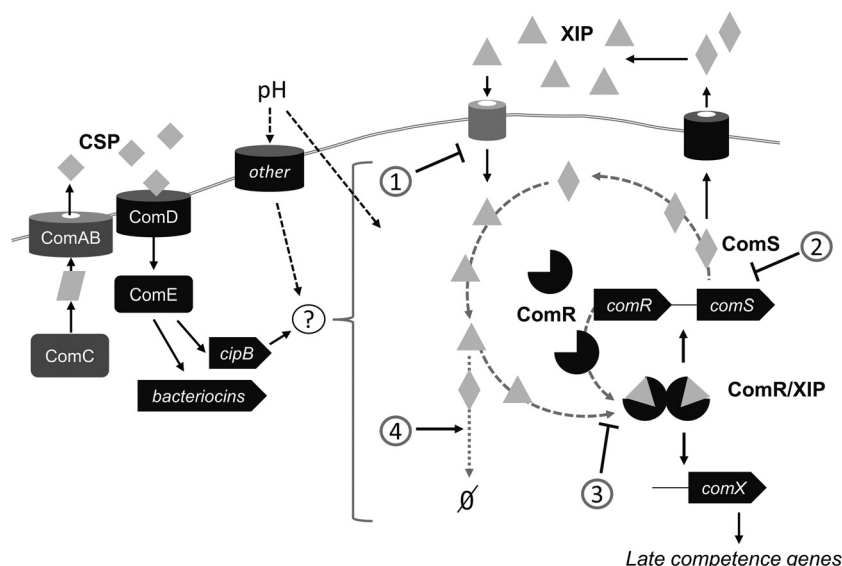 XIP
pH
CSP
other
1
ComAB
ComD
ComS
2
ComE
ComR
comR
comS
?
ComC
cipB
bacteriocins
ComR/XIP
4
3
comX
Ø
Late competence genes